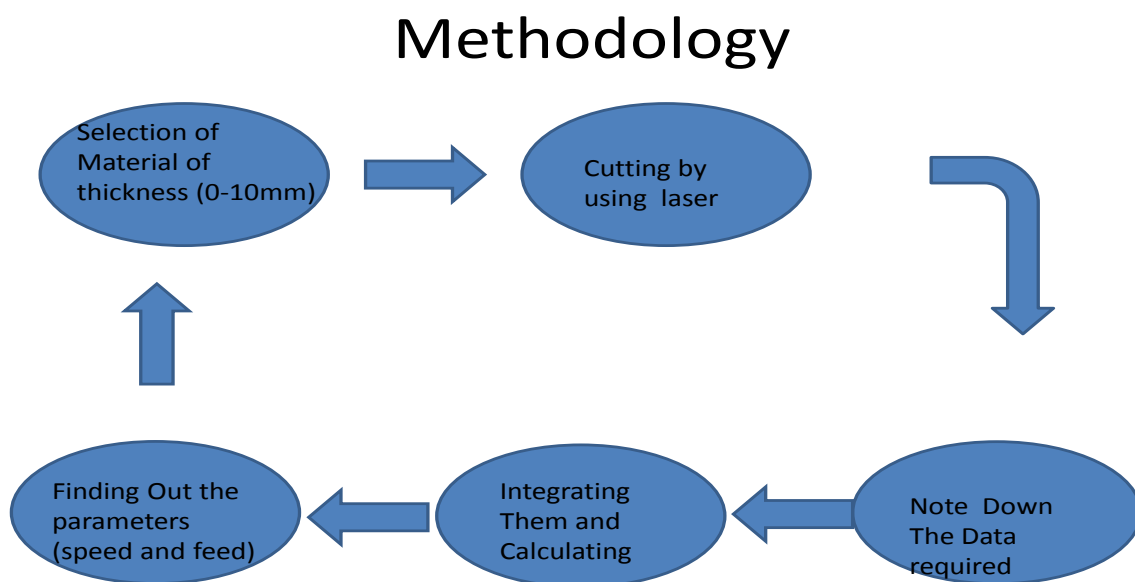 Methodology
Selection of
Material of
thickness (0-10mm)
Cutting by
using laser
Finding Out the
parameters
(speed and feed)
Integrating
Them and
Calculating
Note Down
The Data
required